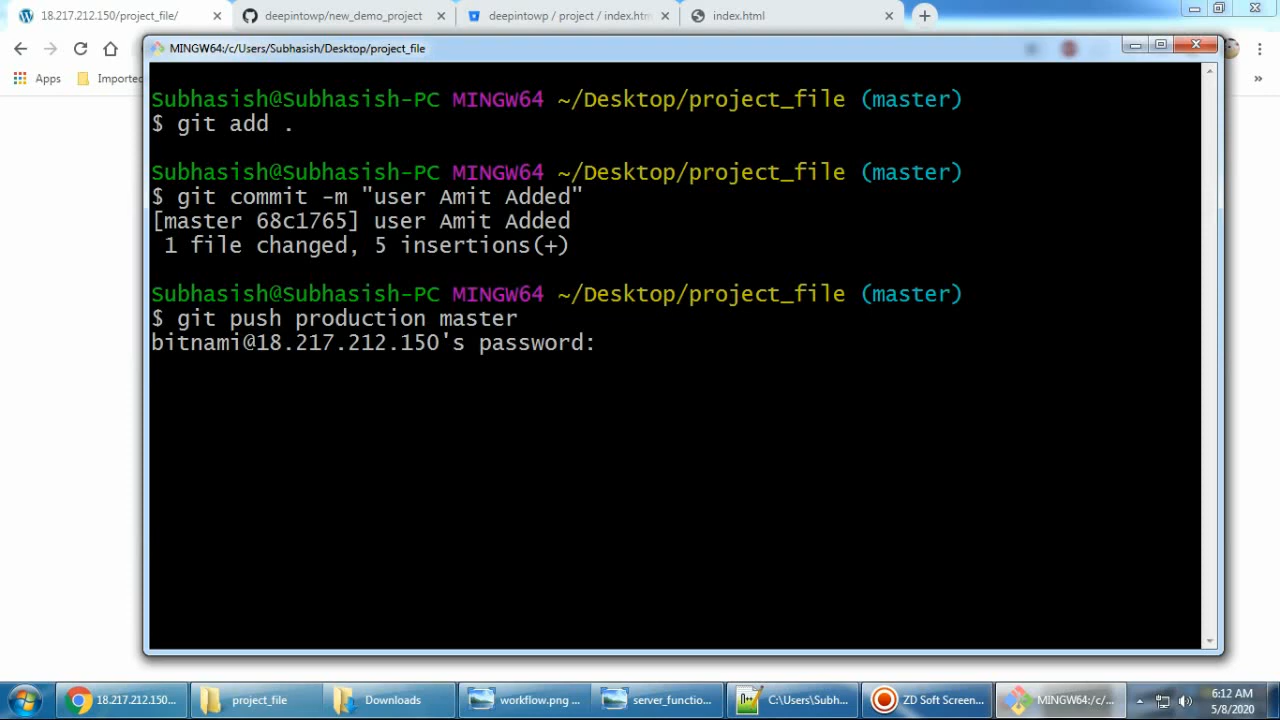 18.217.212.150/project_file/
deepintowp/new_demo_project
deepintowp / project / index.htm
index.html
MINGW64:/c/Users/Subhasish/Desktop/project_file
Apps
Imported
»
Subhasish@Subhasish-PC MINGW64 ~/Desktop/project_file (master)
$ git add .
Subhasish@Subhasish-PC MINGW64 ~/Desktop/project_file (master)
$ git commit -m "user Amit Added"
[master 68c1765] user Amit Added
1 file changed, 5 insertions(+)
Subhasish@Subhasish-PC MINGW64 ~/Desktop/project_file (master)
$ git push production master
bitnami@18.217.212.150's password:
18.217.212.150...
project_file
Downloads
workflow.png ...
server_functio...
C:\Users\Subh...
ZD Soft Screen...
MINGW64:/c/...
6:12 AM
5/8/2020